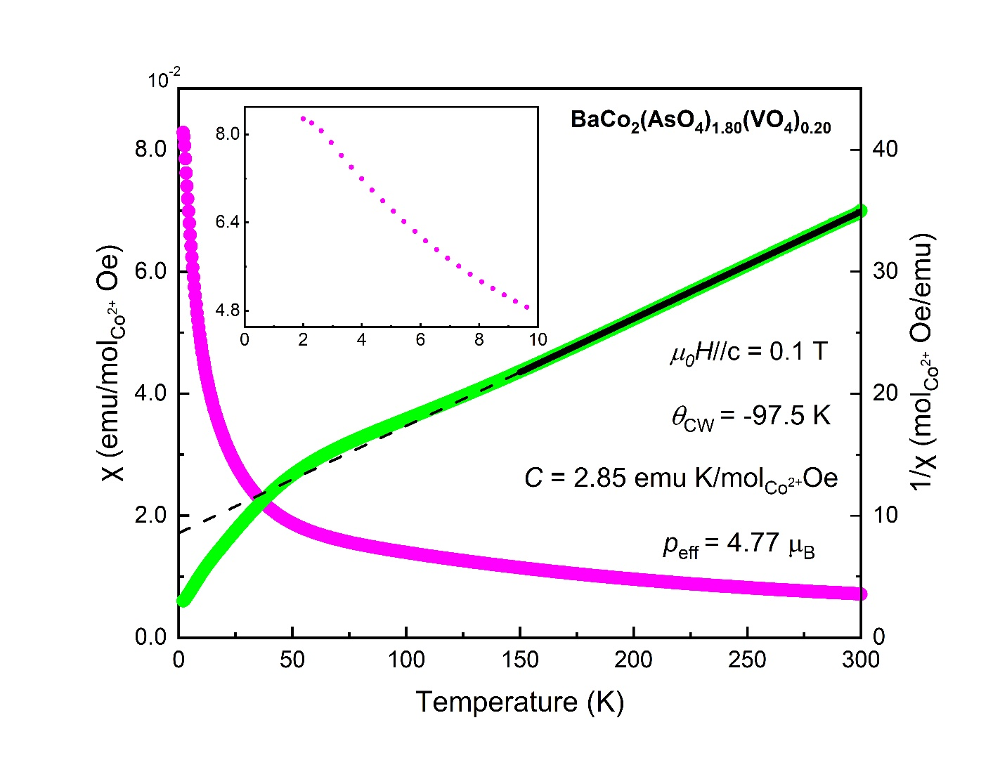 10⁻²
BaCo₂(AsO₄)₁.₈₀(VO₄)₀.₂₀
8.0
6.0
4.0
2.0
0.0
χ (emu/mol_Co²⁺ Oe)
8.0
6.4
4.8
0 2 4 6 8 10
40
30
20
10
0
1/χ (mol_Co²⁺ Oe/emu)
μ₀H//c = 0.1 T
θ_CW = -97.5 K
C = 2.85 emu K/mol_Co²⁺Oe
p_eff = 4.77 μ_B
0 50 100 150 200 250 300
Temperature (K)